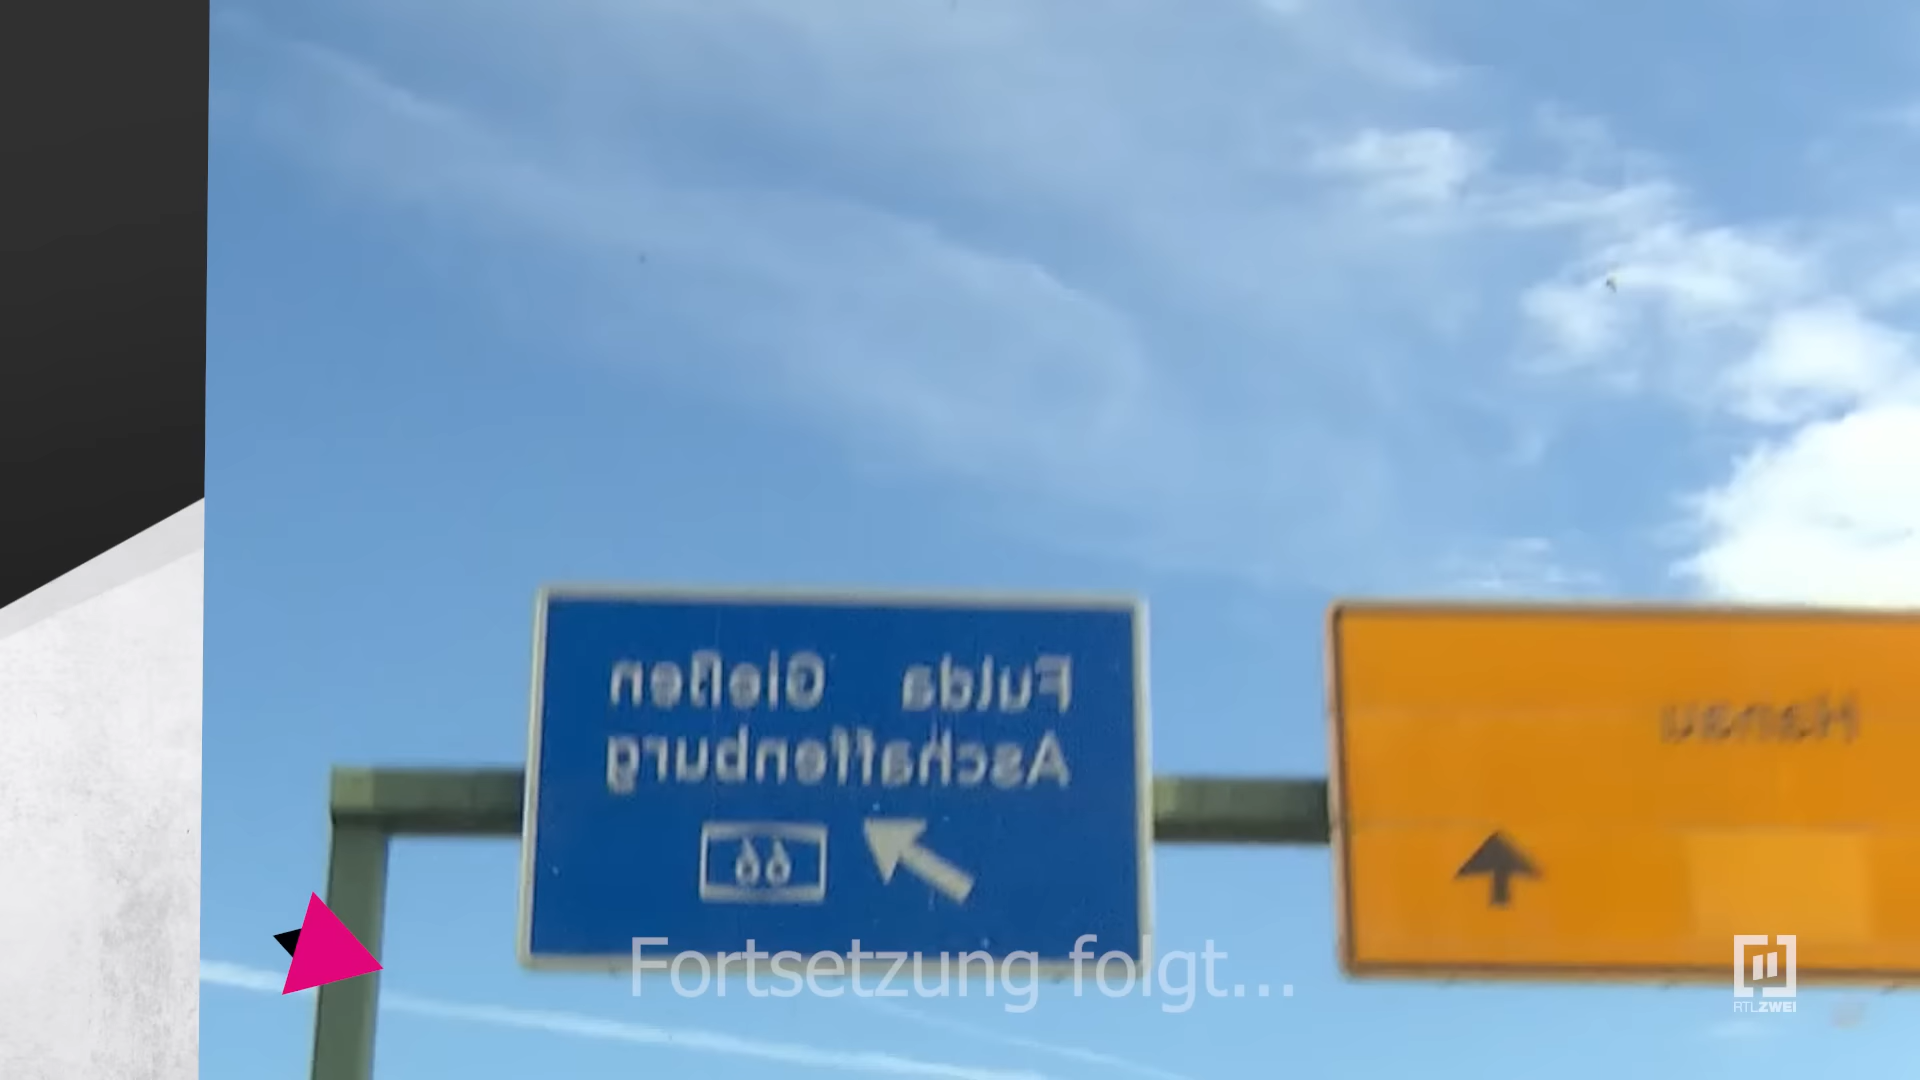 Fulda Gießen
Aschaffenburg
66
Hanau
Fortsetzung folgt...
RTLZWEI